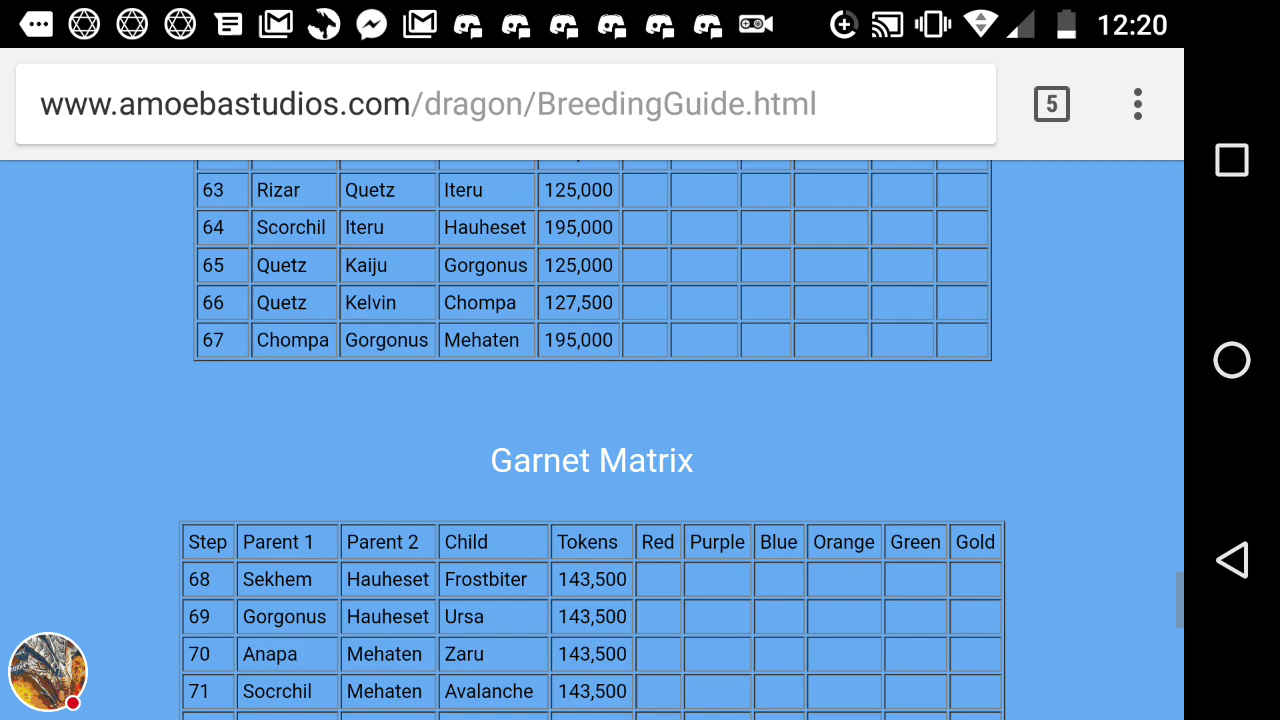 12:20
www.amoebastudios.com/dragon/BreedingGuide.html
5
63 Rizar Quetz Iteru 125,000
64 Scorchil Iteru Hauheset 195,000
65 Quetz Kaiju Gorgonus 125,000
66 Quetz Kelvin Chompa 127,500
67 Chompa Gorgonus Mehaten 195,000
Garnet Matrix
Step Parent 1 Parent 2 Child Tokens Red Purple Blue Orange Green Gold
68 Sekhem Hauheset Frostbiter 143,500
69 Gorgonus Hauheset Ursa 143,500
70 Anapa Mehaten Zaru 143,500
71 Socrchil Mehaten Avalanche 143,500